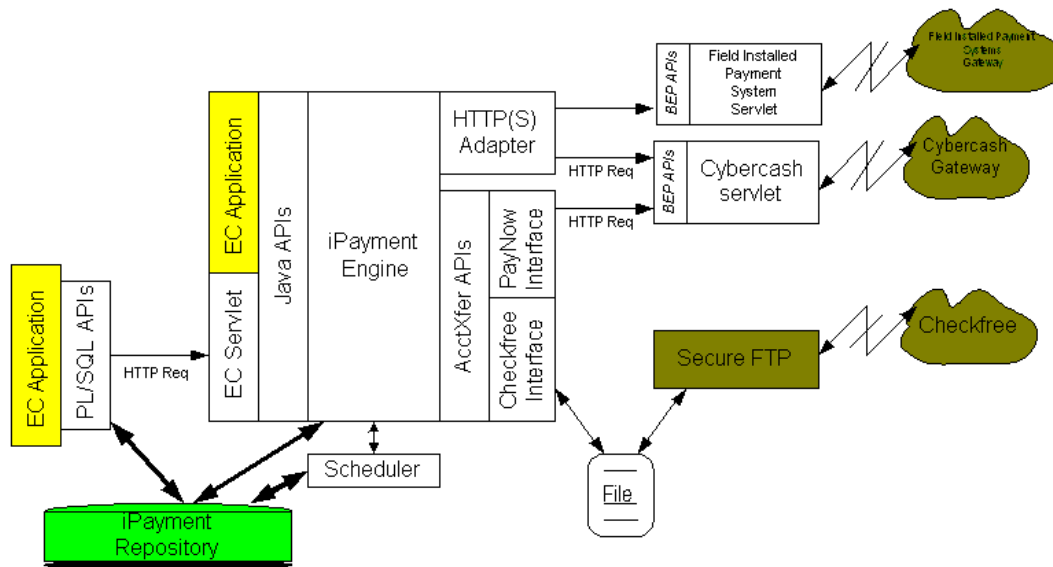 Field Installed Payment
Systems
Gateway
BEP APIs
Field Installed
Payment
System
Servlet
HTTP(S)
Adapter
HTTP Req
BEP APIs
Cybercash
servlet
Cybercash
Gateway
HTTP Req
EC Application
EC Servlet
Java APIs
iPayment
Engine
AcctXfer APIs
PayNow
Interface
Checkfree
Interface
EC Application
PL/SQL APIs
HTTP Req
Secure FTP
Checkfree
Scheduler
File
iPayment
Repository